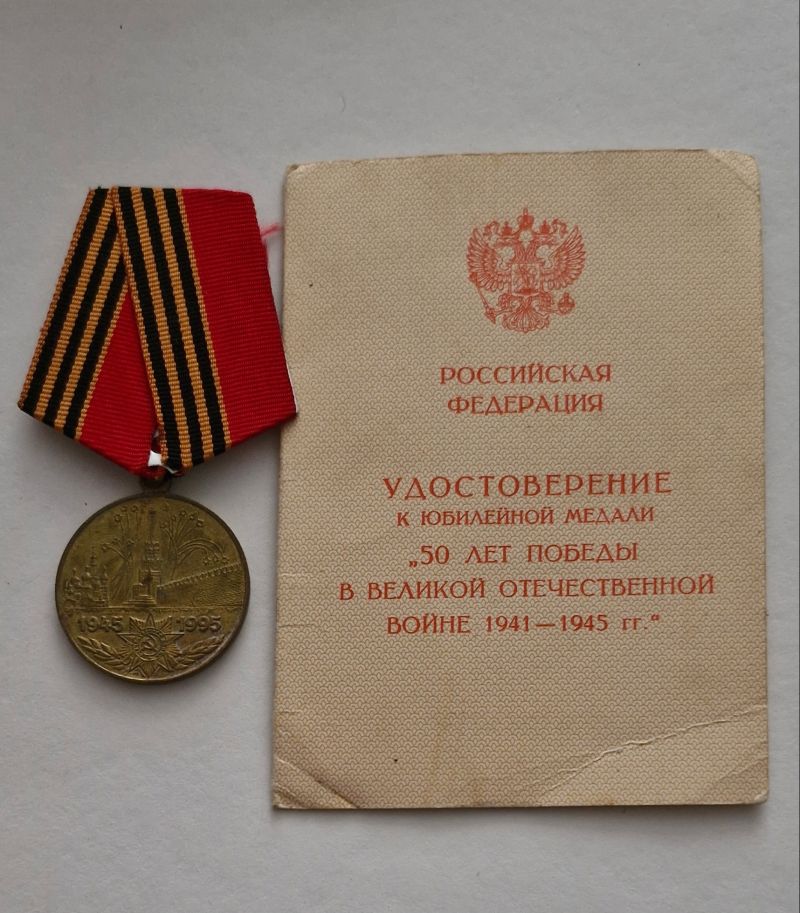 1945 1995
РОССИЙСКАЯ
ФЕДЕРАЦИЯ
УДОСТОВЕРЕНИЕ
К ЮБИЛЕЙНОЙ МЕДАЛИ
„50 ЛЕТ ПОБЕДЫ
В ВЕЛИКОЙ ОТЕЧЕСТВЕННОЙ
ВОЙНЕ 1941—1945 гг.“